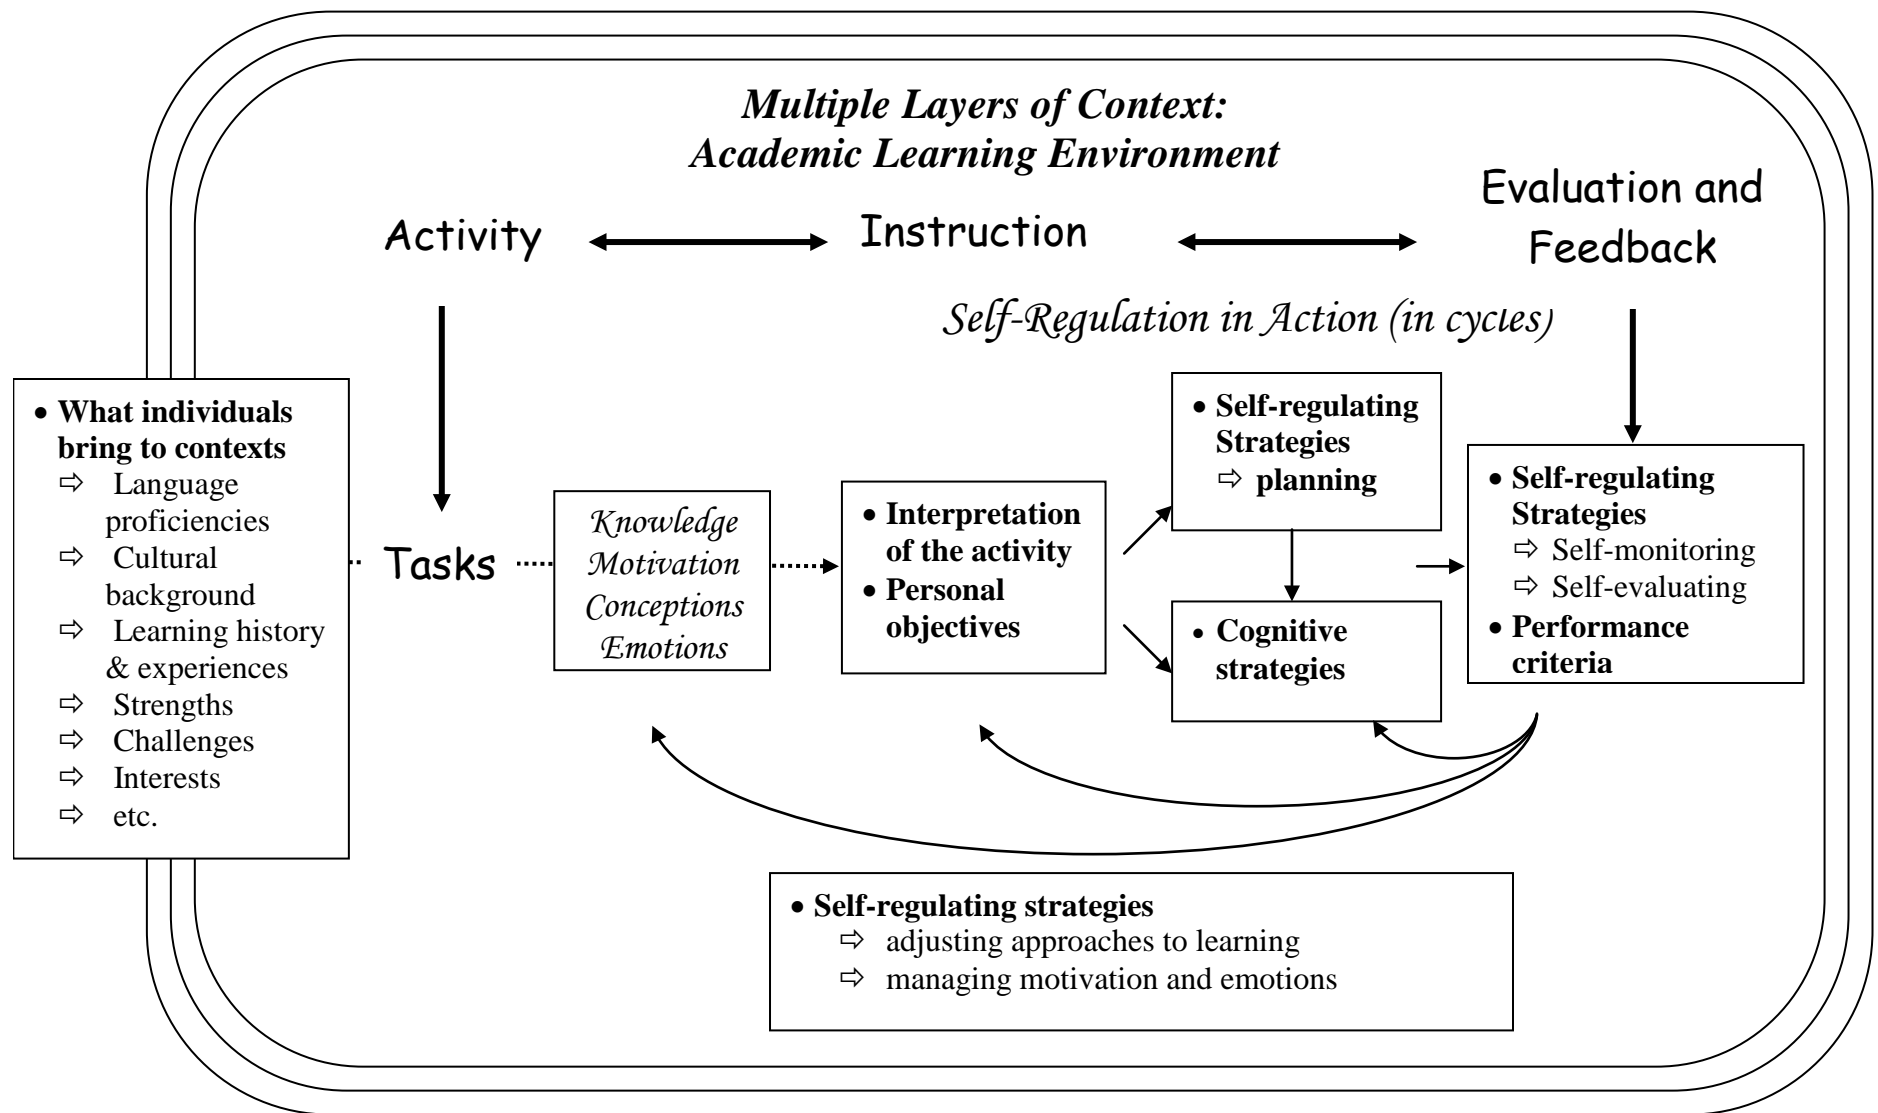 Multiple Layers of Context:
Academic Learning Environment
Activity
Instruction
Evaluation and
Feedback
Self-Regulation in Action (in cycles)
• What individuals
bring to contexts
⇨ Language
proficiencies
⇨ Cultural
background
⇨ Learning history
& experiences
⇨ Strengths
⇨ Challenges
⇨ Interests
⇨ etc.
Tasks
Knowledge
Motivation
Conceptions
Emotions
• Interpretation
of the activity
• Personal
objectives
• Self-regulating
Strategies
⇨ planning
• Cognitive
strategies
• Self-regulating
Strategies
⇨ Self-monitoring
⇨ Self-evaluating
• Performance
criteria
• Self-regulating strategies
⇨ adjusting approaches to learning
⇨ managing motivation and emotions